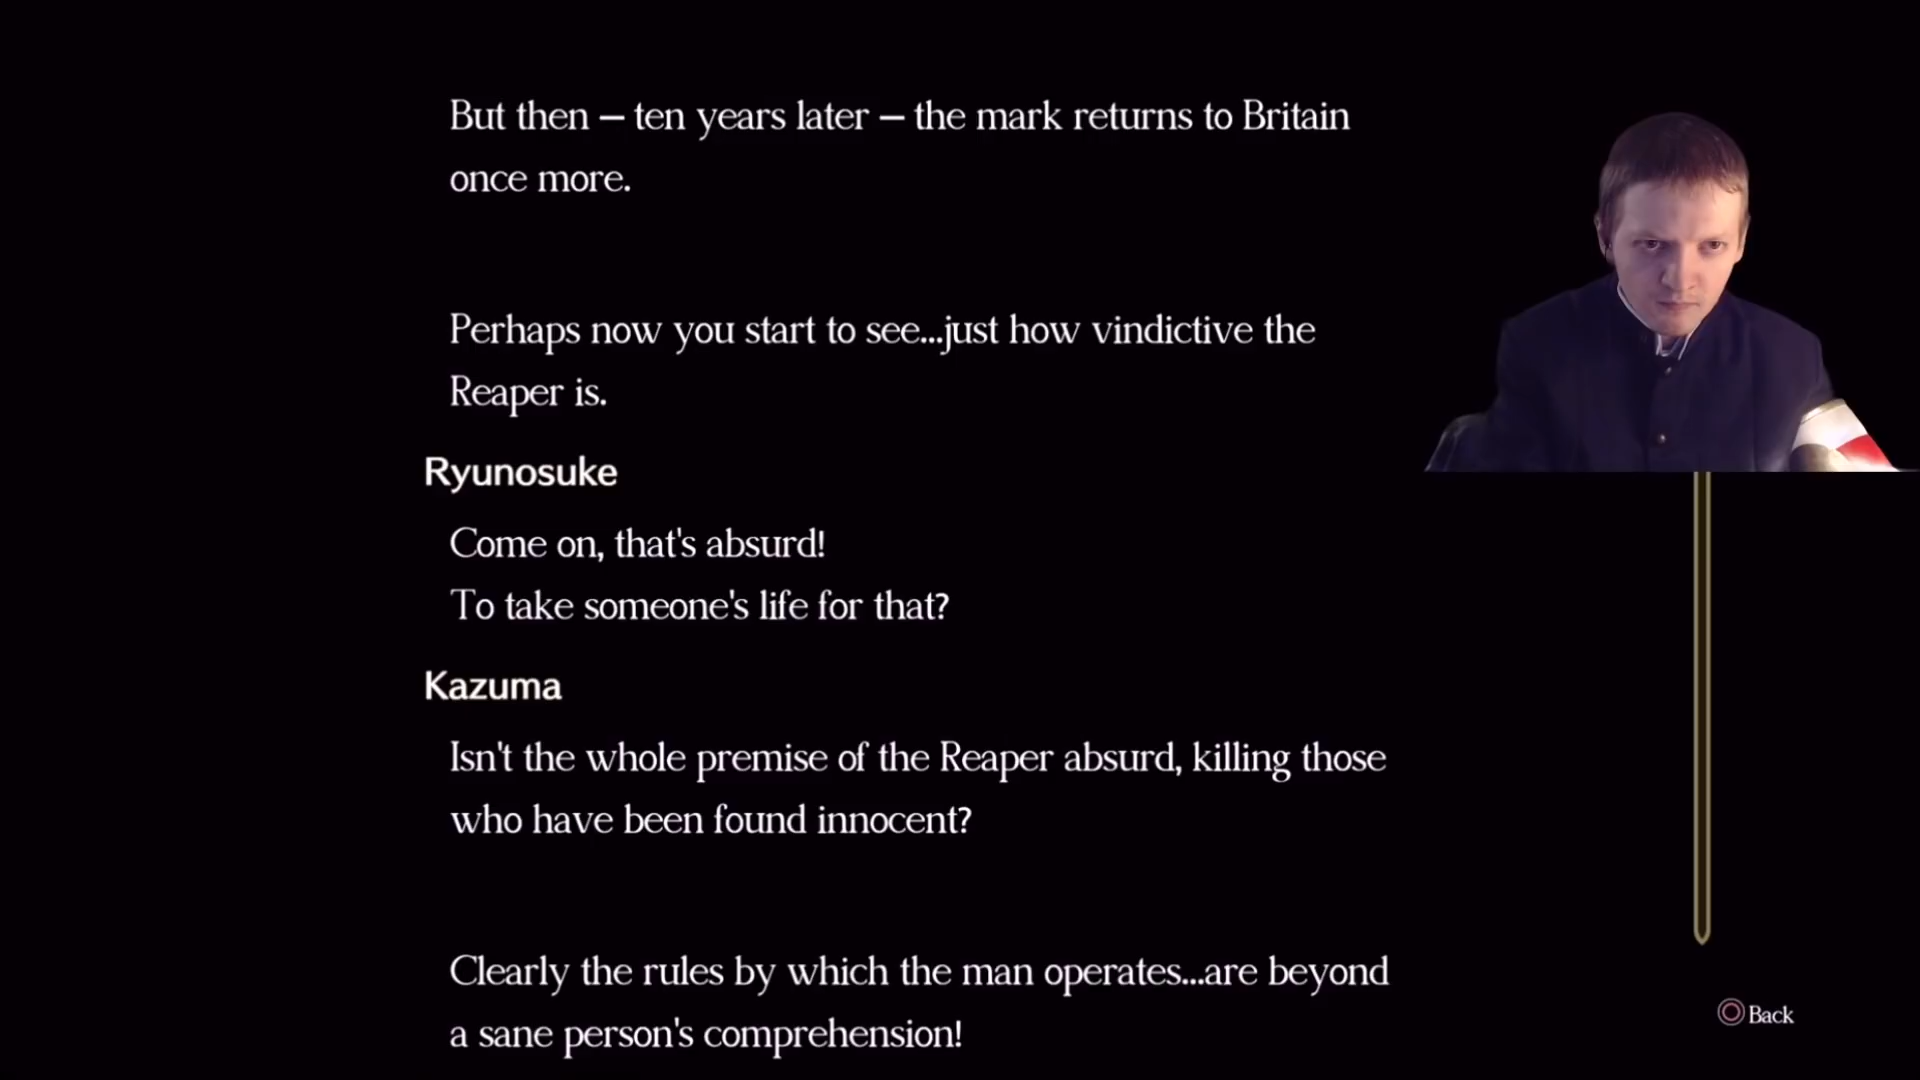 But then – ten years later – the mark returns to Britain
once more.
Perhaps now you start to see...just how vindictive the
Reaper is.
Ryunosuke
Come on, that's absurd!
To take someone's life for that?
Kazuma
Isn't the whole premise of the Reaper absurd, killing those
who have been found innocent?
Clearly the rules by which the man operates...are beyond
a sane person's comprehension!
Back